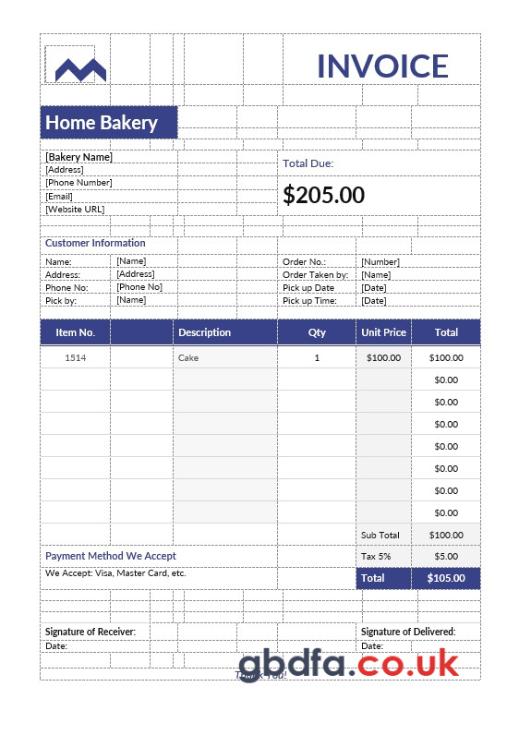 INVOICE
Home Bakery
[Bakery Name]
[Address]
[Phone Number]
[Email]
[Website URL]
Total Due:
$205.00
Customer Information
Name: [Name] Order No.: [Number]
Address: [Address] Order Taken by: [Name]
Phone No: [Phone No] Pick up Date [Date]
Pick by: [Name] Pick up Time: [Date]
Item No. Description Qty Unit Price Total
1514 Cake 1 $100.00 $100.00
$0.00
$0.00
$0.00
$0.00
$0.00
$0.00
$0.00
Sub Total $100.00
Payment Method We Accept Tax 5% $5.00
We Accept: Visa, Master Card, etc. Total $105.00
Signature of Receiver: Signature of Delivered:
Date: Date:
Thank You!
gbdfa.co.uk